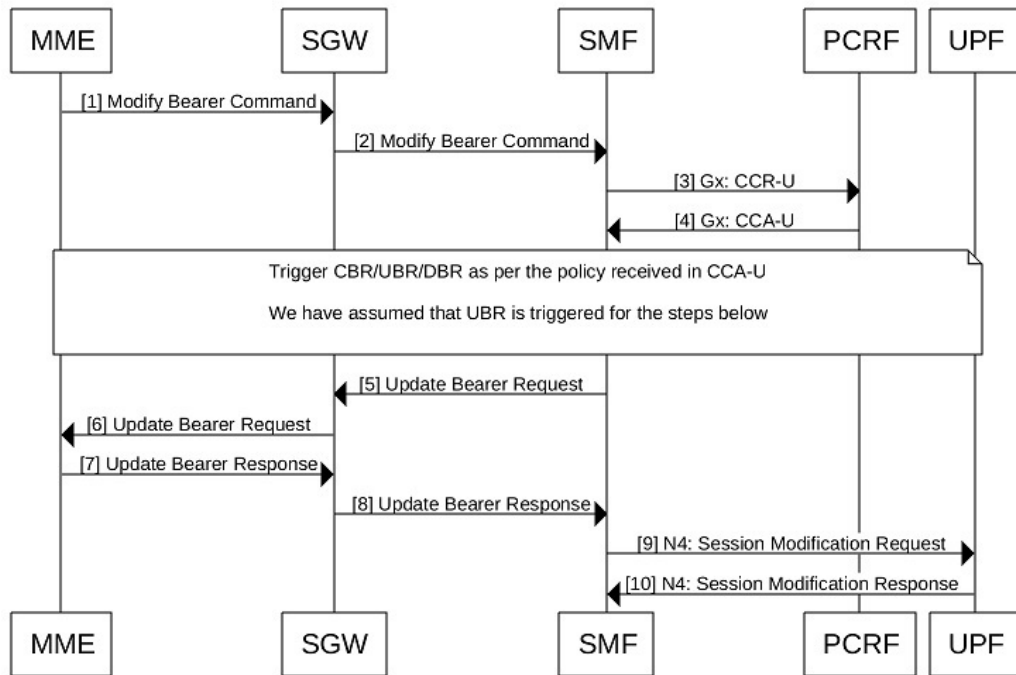 MME
SGW
SMF
PCRF
UPF
[1] Modify Bearer Command
[2] Modify Bearer Command
[3] Gx: CCR-U
[4] Gx: CCA-U
Trigger CBR/UBR/DBR as per the policy received in CCA-U
We have assumed that UBR is triggered for the steps below
[5] Update Bearer Request
[6] Update Bearer Request
[7] Update Bearer Response
[8] Update Bearer Response
[9] N4: Session Modification Request
[10] N4: Session Modification Response
MME
SGW
SMF
PCRF
UPF